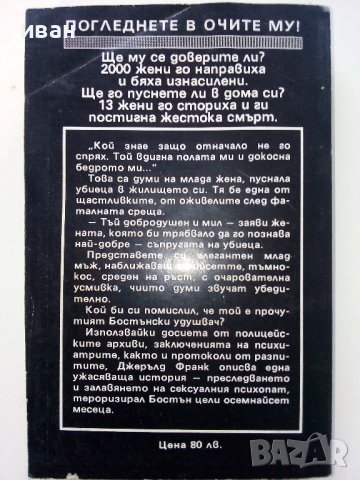 ПОГЛЕДНЕТЕ В ОЧИТЕ МУ!
иван
Ще му се доверите ли?
2000 жени го направиха
и бяха изнасилени.
Ще го пуснете ли в дома си?
13 жени го сториха и ги
постигна жестока смърт.
„Кой знае защо отначало не го
спрях. Той вдигна полата ми и докосна
бедрото ми...“
Това са думи на млада жена, пуснала
убиеца в жилището си. Тя бе една от
щастливките, от оживелите след фа-
талната среща.
– Тъй добродушен и мил – заяви же-
ната, която би трябвало да го познава
най-добре – съпругата на убиеца.
Представете си елегантен млад
мъж, наближаващ тридесетте, тъмно-
кос, среден на ръст, с очарователна
усмивка, чиито думи звучат убеди-
телно.
Кой би си помислил, че той е прочу-
тият Бостънски удушвач?
Използвайки досиета от полицейс-
ките архиви, заключенията на психи-
атрите, както и протоколи от разпи-
тите, Джерълд Франк описва една
ужасяваща история – преследването
и залавянето на сексуалния психопат,
тероризирал Бостън цели осемнайсет
месеца.
Цена 80 лв.
BAZAR